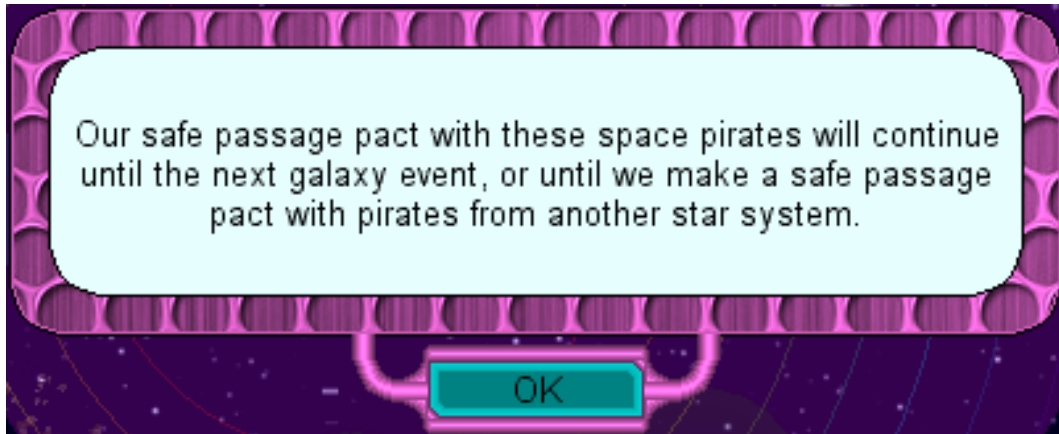 Our safe passage pact with these space pirates will continue
until the next galaxy event, or until we make a safe passage
pact with pirates from another star system.
OK